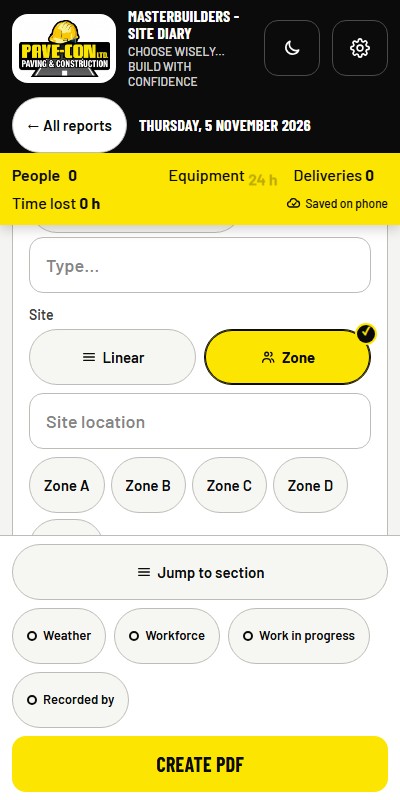 PAVE-CON LTD.
PAVING & CONSTRUCTION
MASTERBUILDERS -
SITE DIARY
CHOOSE WISELY...
BUILD WITH
CONFIDENCE
← All reports
THURSDAY, 5 NOVEMBER 2026
People 0
Equipment 24 h
Deliveries 0
Time lost 0 h
Saved on phone
Type...
Site
Linear
Zone
Site location
Zone A
Zone B
Zone C
Zone D
Jump to section
Weather
Workforce
Work in progress
Recorded by
CREATE PDF